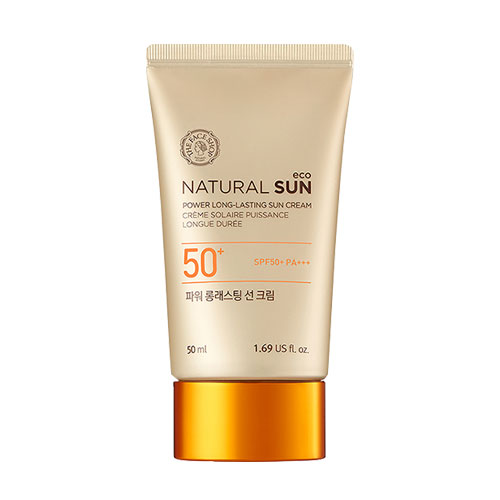 THE FACE SHOP
eco
NATURAL SUN
POWER LONG-LASTING SUN CREAM
CRÈME SOLAIRE PUISSANCE
LONGUE DURÉE
50+
SPF50+ PA+++
파워 롱래스팅 선 크림
50 ml
1.69 US fl. oz.